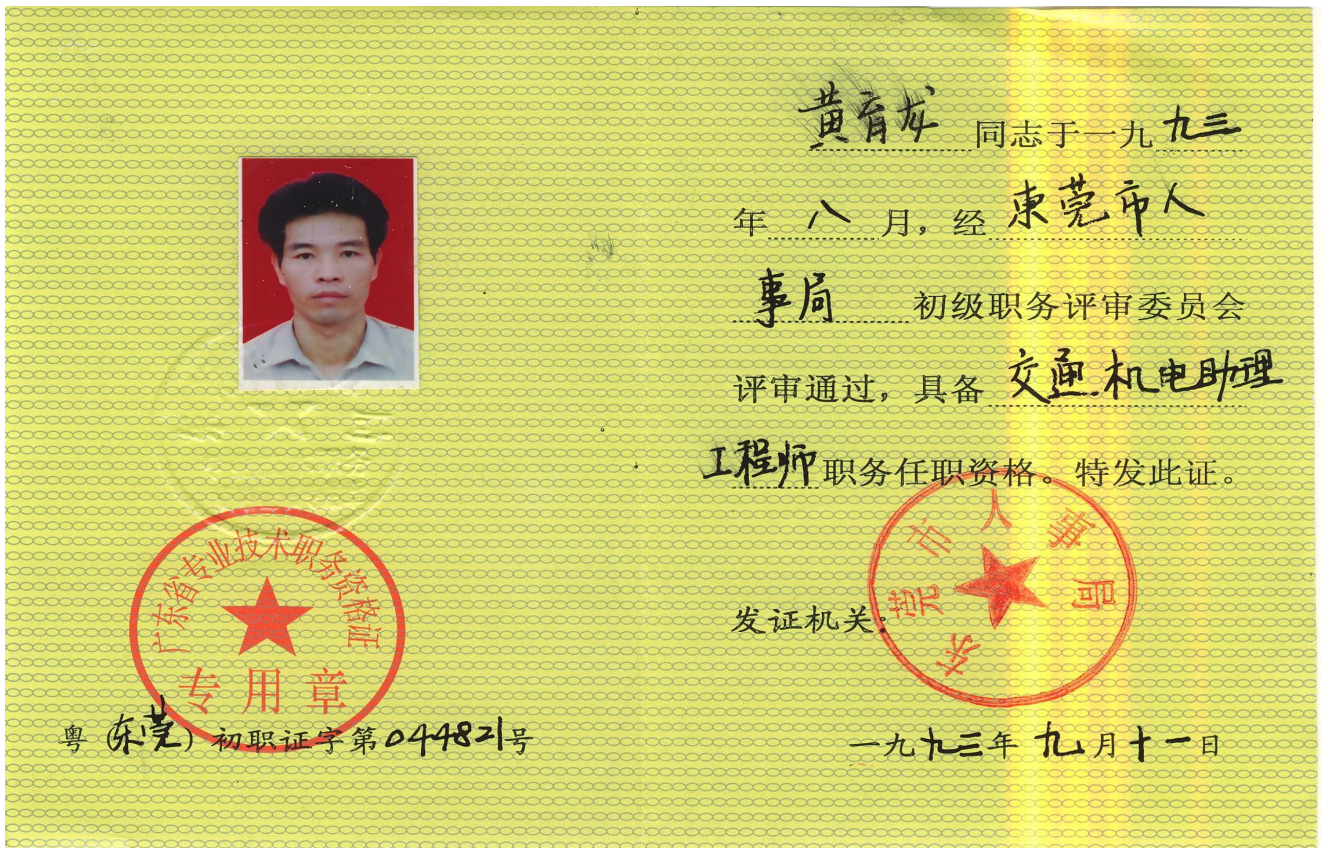 广东省专业技术职务资格证
专用章
粤（东莞）初职证字第044821号
黄育龙 同志于一九九三
年 八 月，经 東莞市人
事局 初级职务评审委员会
评审通过，具备 交通机电助理
工程师职务任职资格。特发此证。
发证机关：
东莞市人事局
一九九三年九月十一日